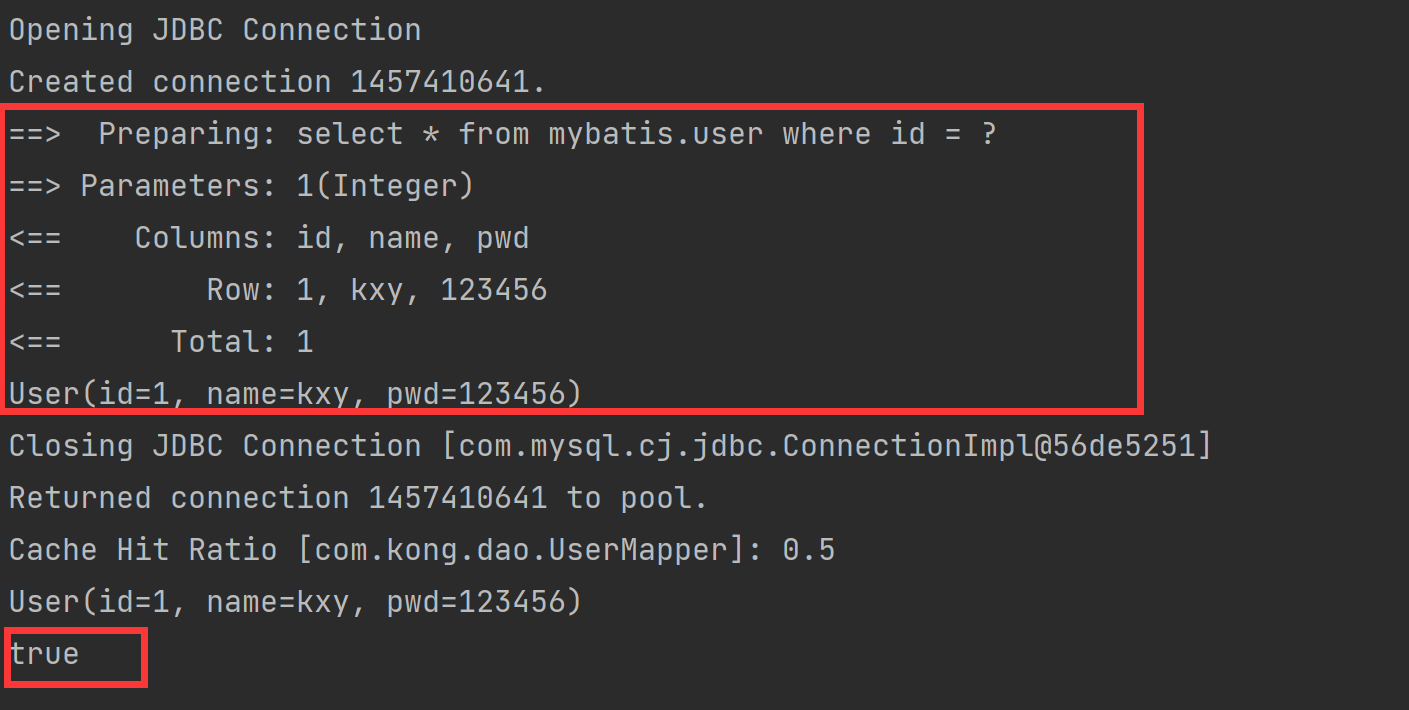 Opening JDBC Connection
Created connection 1457410641.
==>  Preparing: select * from mybatis.user where id = ?
==> Parameters: 1(Integer)
<==    Columns: id, name, pwd
<==        Row: 1, kxy, 123456
<==      Total: 1
User(id=1, name=kxy, pwd=123456)
Closing JDBC Connection [com.mysql.cj.jdbc.ConnectionImpl@56de5251]
Returned connection 1457410641 to pool.
Cache Hit Ratio [com.kong.dao.UserMapper]: 0.5
User(id=1, name=kxy, pwd=123456)
true